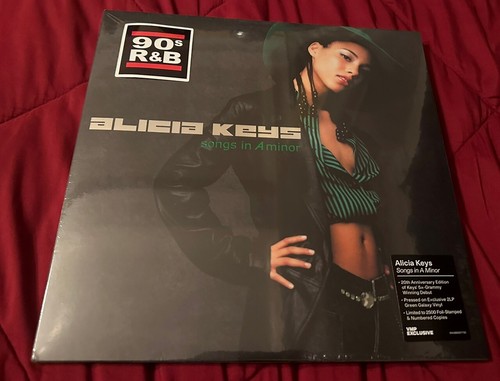 90s
R&B
ALICIA KEYS
songs in A minor
Alicia Keys
Songs in A Minor
• 20th Anniversary Edition
of Keys' 5x-Grammy
Winning Debut
• Pressed on Exclusive 2LP
Green Galaxy Vinyl
• Limited to 2500 Foil-Stamped
& Numbered Copies
VMP
EXCLUSIVE